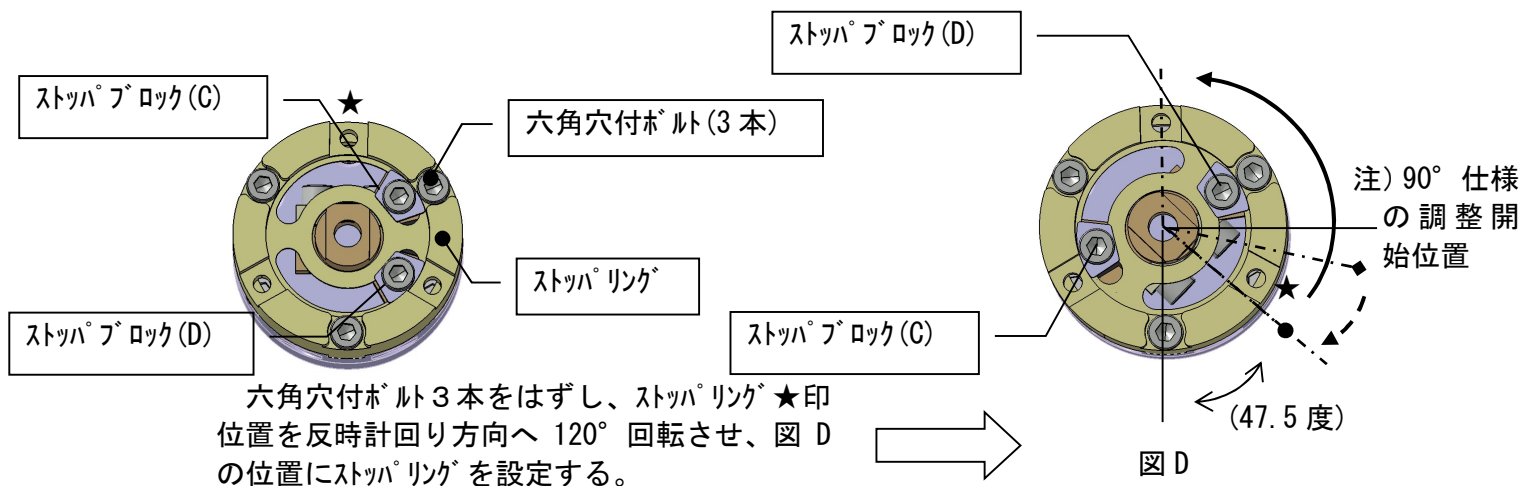 ｽﾄｯﾊﾟﾌﾞﾛｯｸ(C)
★
六角穴付ﾎﾞﾙﾄ(3 本)
ｽﾄｯﾊﾟﾘﾝｸﾞ
ｽﾄｯﾊﾟﾌﾞﾛｯｸ(D)
六角穴付ﾎﾞﾙﾄ３本をはずし、ｽﾄｯﾊﾟﾘﾝｸﾞ★印
位置を反時計回り方向へ 120° 回転させ、図 D
の位置にｽﾄｯﾊﾟﾘﾝｸﾞを設定する。
ｽﾄｯﾊﾟﾌﾞﾛｯｸ(D)
注) 90° 仕様
の調整開
始位置
★
ｽﾄｯﾊﾟﾌﾞﾛｯｸ(C)
(47.5 度)
図 D